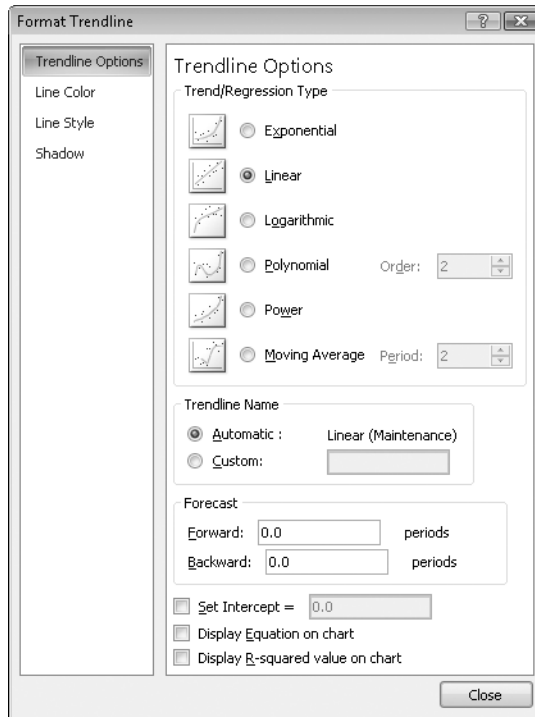 Format Trendline
Trendline Options
Line Color
Line Style
Shadow
Trendline Options
Trend/Regression Type
Exponential
Linear
Logarithmic
Polynomial Order: 2
Power
Moving Average Period: 2
Trendline Name
Automatic : Linear (Maintenance)
Custom:
Forecast
Forward: 0.0 periods
Backward: 0.0 periods
Set Intercept = 0.0
Display Equation on chart
Display R-squared value on chart
Close